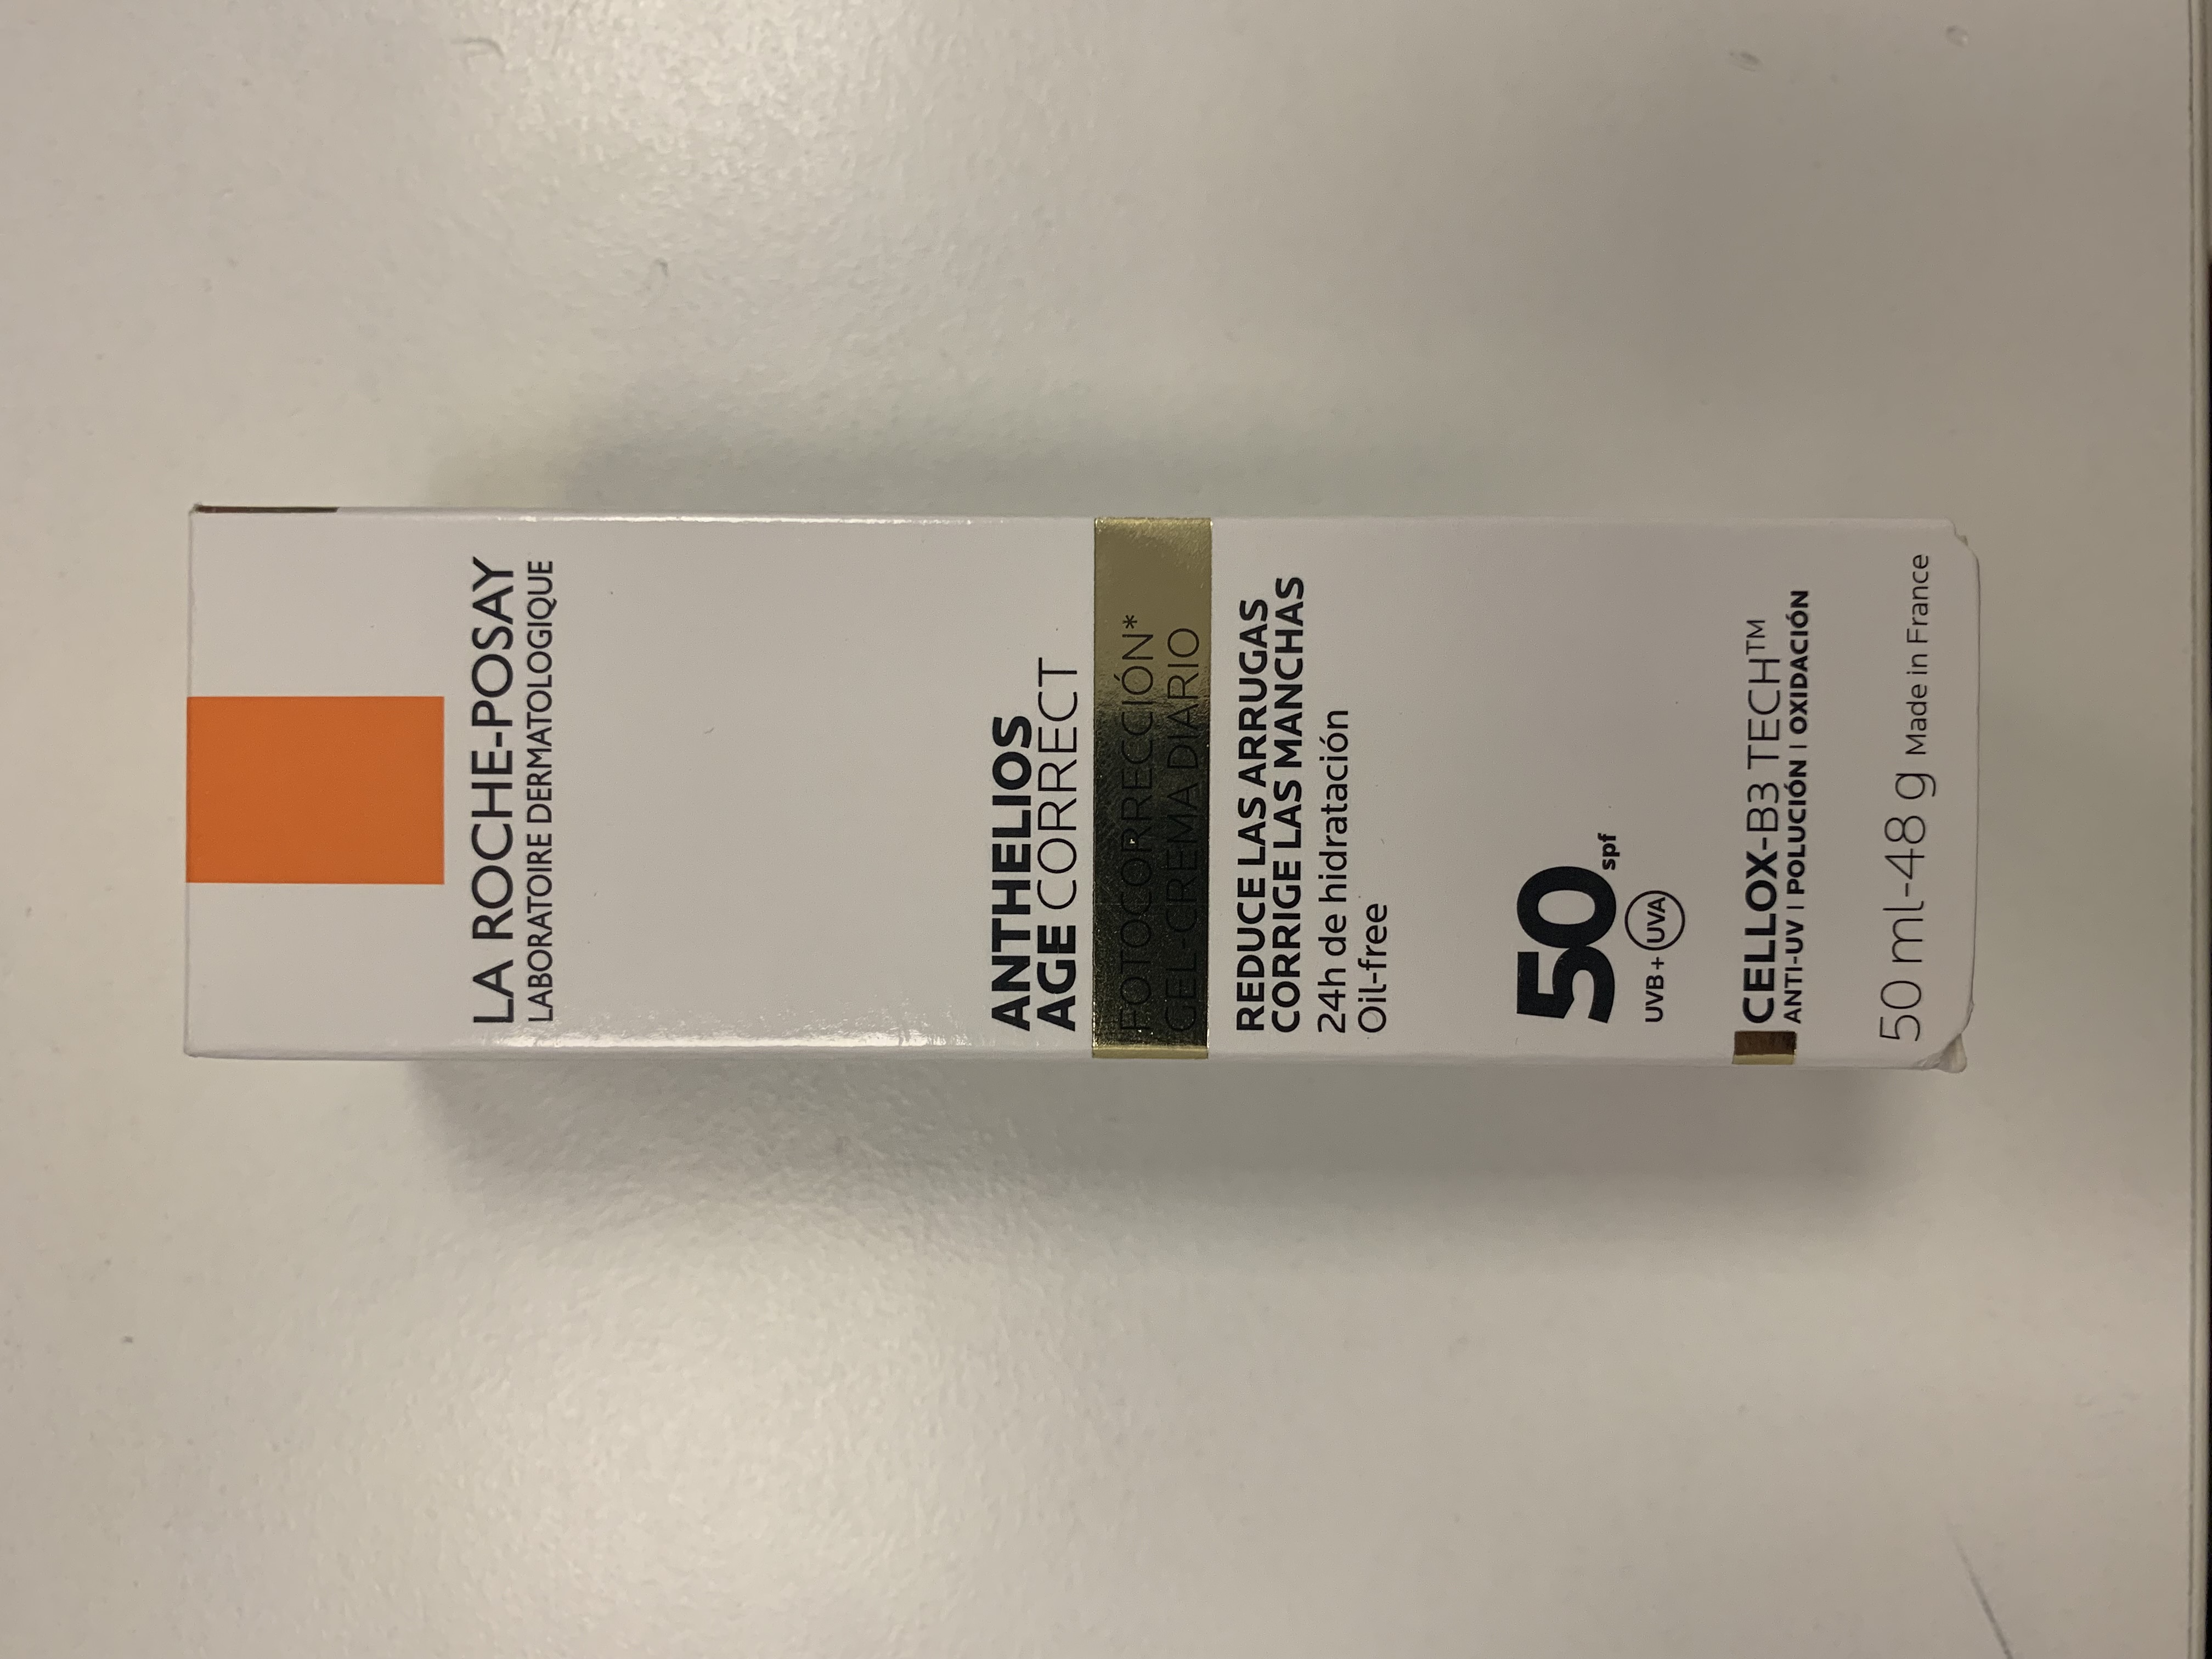 LA ROCHE-POSAY
LABORATOIRE DERMATOLOGIQUE
ANTHELIOS
AGE CORRECT
FOTOCORRECCIÓN*
GEL-CREMA DIARIO
REDUCE LAS ARRUGAS
CORRIGE LAS MANCHAS
24h de hidratación
Oil-free
50 spf
UVB + UVA
CELLOX-B3 TECH™
ANTI-UV | POLUCIÓN | OXIDACIÓN
50 ml-48 g Made in France